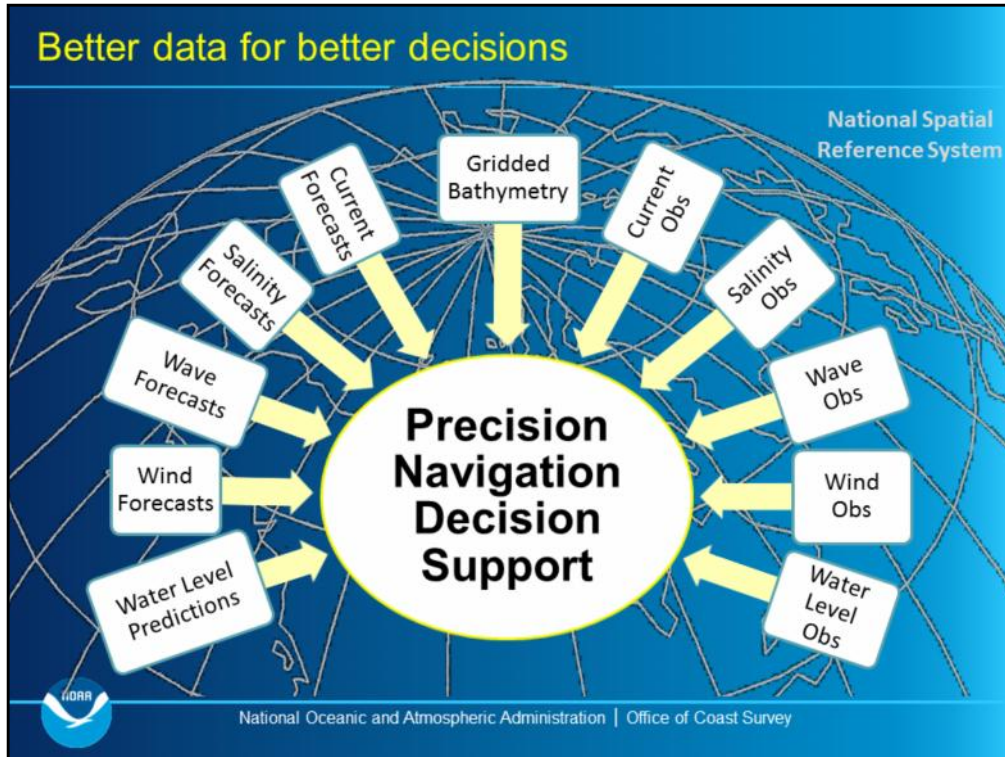 Better data for better decisions
National Spatial
Reference System
Gridded
Bathymetry
Current
Forecasts
Current
Obs
Salinity
Forecasts
Salinity
Obs
Wave
Forecasts
Wave
Obs
Wind
Forecasts
Wind
Obs
Water Level
Predictions
Water
Level
Obs
Precision
Navigation
Decision
Support
NOAA
National Oceanic and Atmospheric Administration | Office of Coast Survey